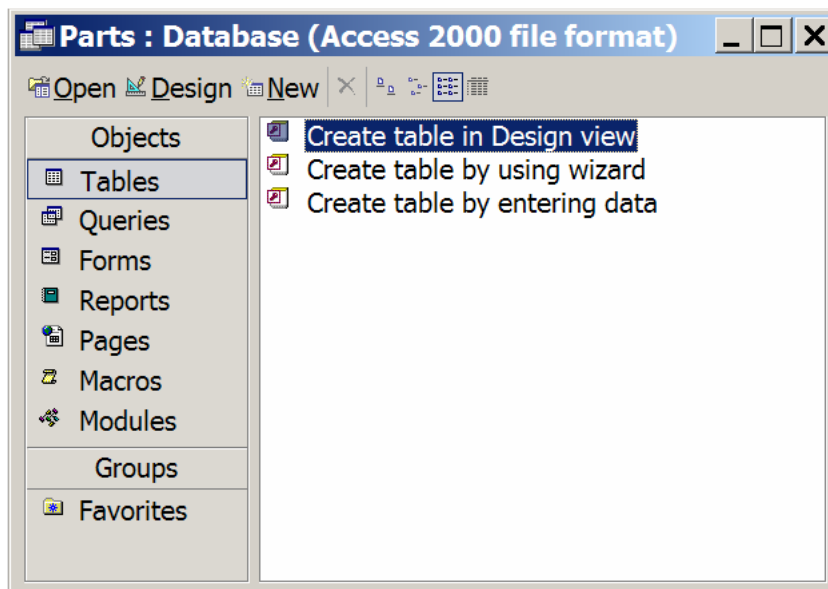 Parts : Database (Access 2000 file format)
Open Design New
Objects
Tables
Queries
Forms
Reports
Pages
Macros
Modules
Groups
Favorites
Create table in Design view
Create table by using wizard
Create table by entering data